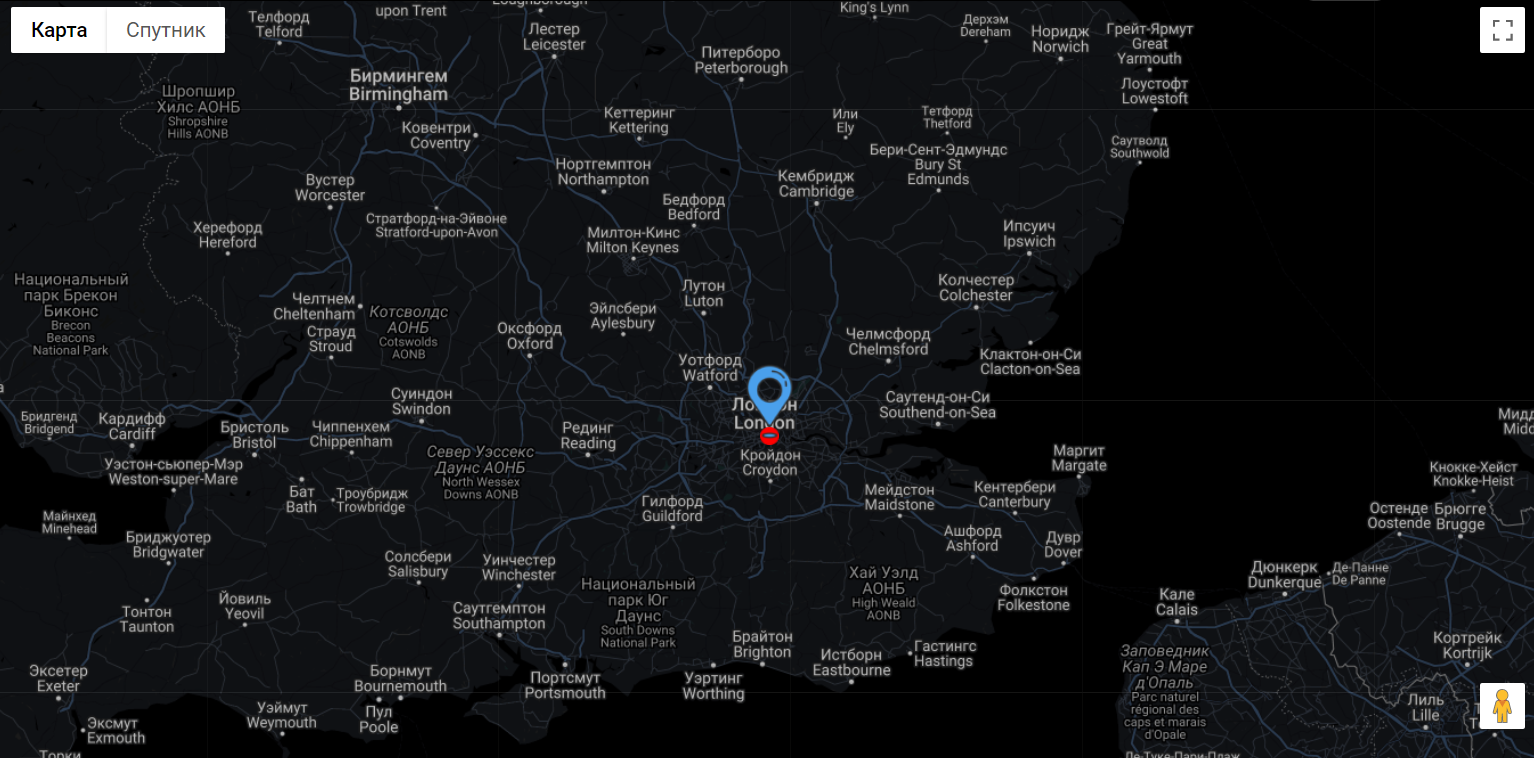 Карта
Спутник
upon Trent
Loughborough
King's Lynn
Телфорд
Telford
Лестер
Leicester
Питерборо
Peterborough
Дерхэм
Dereham
Норидж
Norwich
Грейт-Ярмут
Great
Yarmouth
Лоустофт
Lowestoft
Бирмингем
Birmingham
Шропшир
Хилс АОНБ
Shropshire
Hills AONB
Ковентри
Coventry
Кеттеринг
Kettering
Или
Ely
Тетфорд
Thetford
Бери-Сент-Эдмундс
Bury St
Edmunds
Саутволд
Southwold
Нортгемптон
Northampton
Кембридж
Cambridge
Вустер
Worcester
Бедфорд
Bedford
Стратфорд-на-Эйвоне
Stratford-upon-Avon
Херефорд
Hereford
Милтон-Кинс
Milton Keynes
Ипсуич
Ipswich
Национальный
парк Брекон
Биконс
Brecon
Beacons
National Park
Лутон
Luton
Колчестер
Colchester
Челтнем
Cheltenham
Котсволдс
АОНБ
Cotswolds
AONB
Эйлсбери
Aylesbury
Страуд
Stroud
Оксфорд
Oxford
Челмсфорд
Chelmsford
Клактон-он-Си
Clacton-on-Sea
Уотфорд
Watford
Суиндон
Swindon
London
Саутенд-он-Си
Southend-on-Sea
Бридгенд
Bridgend
Кардифф
Cardiff
Бристоль
Bristol
Чиппенхем
Chippenham
Рединг
Reading
Север Уэссекс
Даунс АОНБ
North Wessex
Downs AONB
Кройдон
Croydon
Маргит
Margate
Уэстон-сьюпер-Мэр
Weston-super-Mare
Бат
Bath
Троубридж
Trowbridge
Гилфорд
Guildford
Мейдстон
Maidstone
Кентербери
Canterbury
Кнокке-Хейст
Knokke-Heist
Майнхед
Minehead
Остенде
Oostende
Брюгге
Brugge
Бриджуотер
Bridgwater
Ашфорд
Ashford
Дувр
Dover
Солсбери
Salisbury
Уинчестер
Winchester
Национальный
парк Юг
Даунс
South Downs
National Park
Хай Уэлд
АОНБ
High Weald
AONB
Фолкстон
Folkestone
Дюнкерк
Dunkerque
Де-Панне
De Panne
Кале
Calais
Тонтон
Taunton
Йовиль
Yeovil
Саутгемптон
Southampton
Брайтон
Brighton
Истборн
Eastbourne
Гастингс
Hastings
Кортрейк
Kortrijk
Заповедник
Кап Э Маре
д'Опаль
Parc naturel
régional des
caps et marais
d'Opale
Эксетер
Exeter
Борнмут
Bournemouth
Портсмут
Portsmouth
Уэртинг
Worthing
Лиль
Lille
Уэймут
Weymouth
Пул
Poole
Эксмут
Exmouth
Торки
Ле-Туке-Пари-Плаж